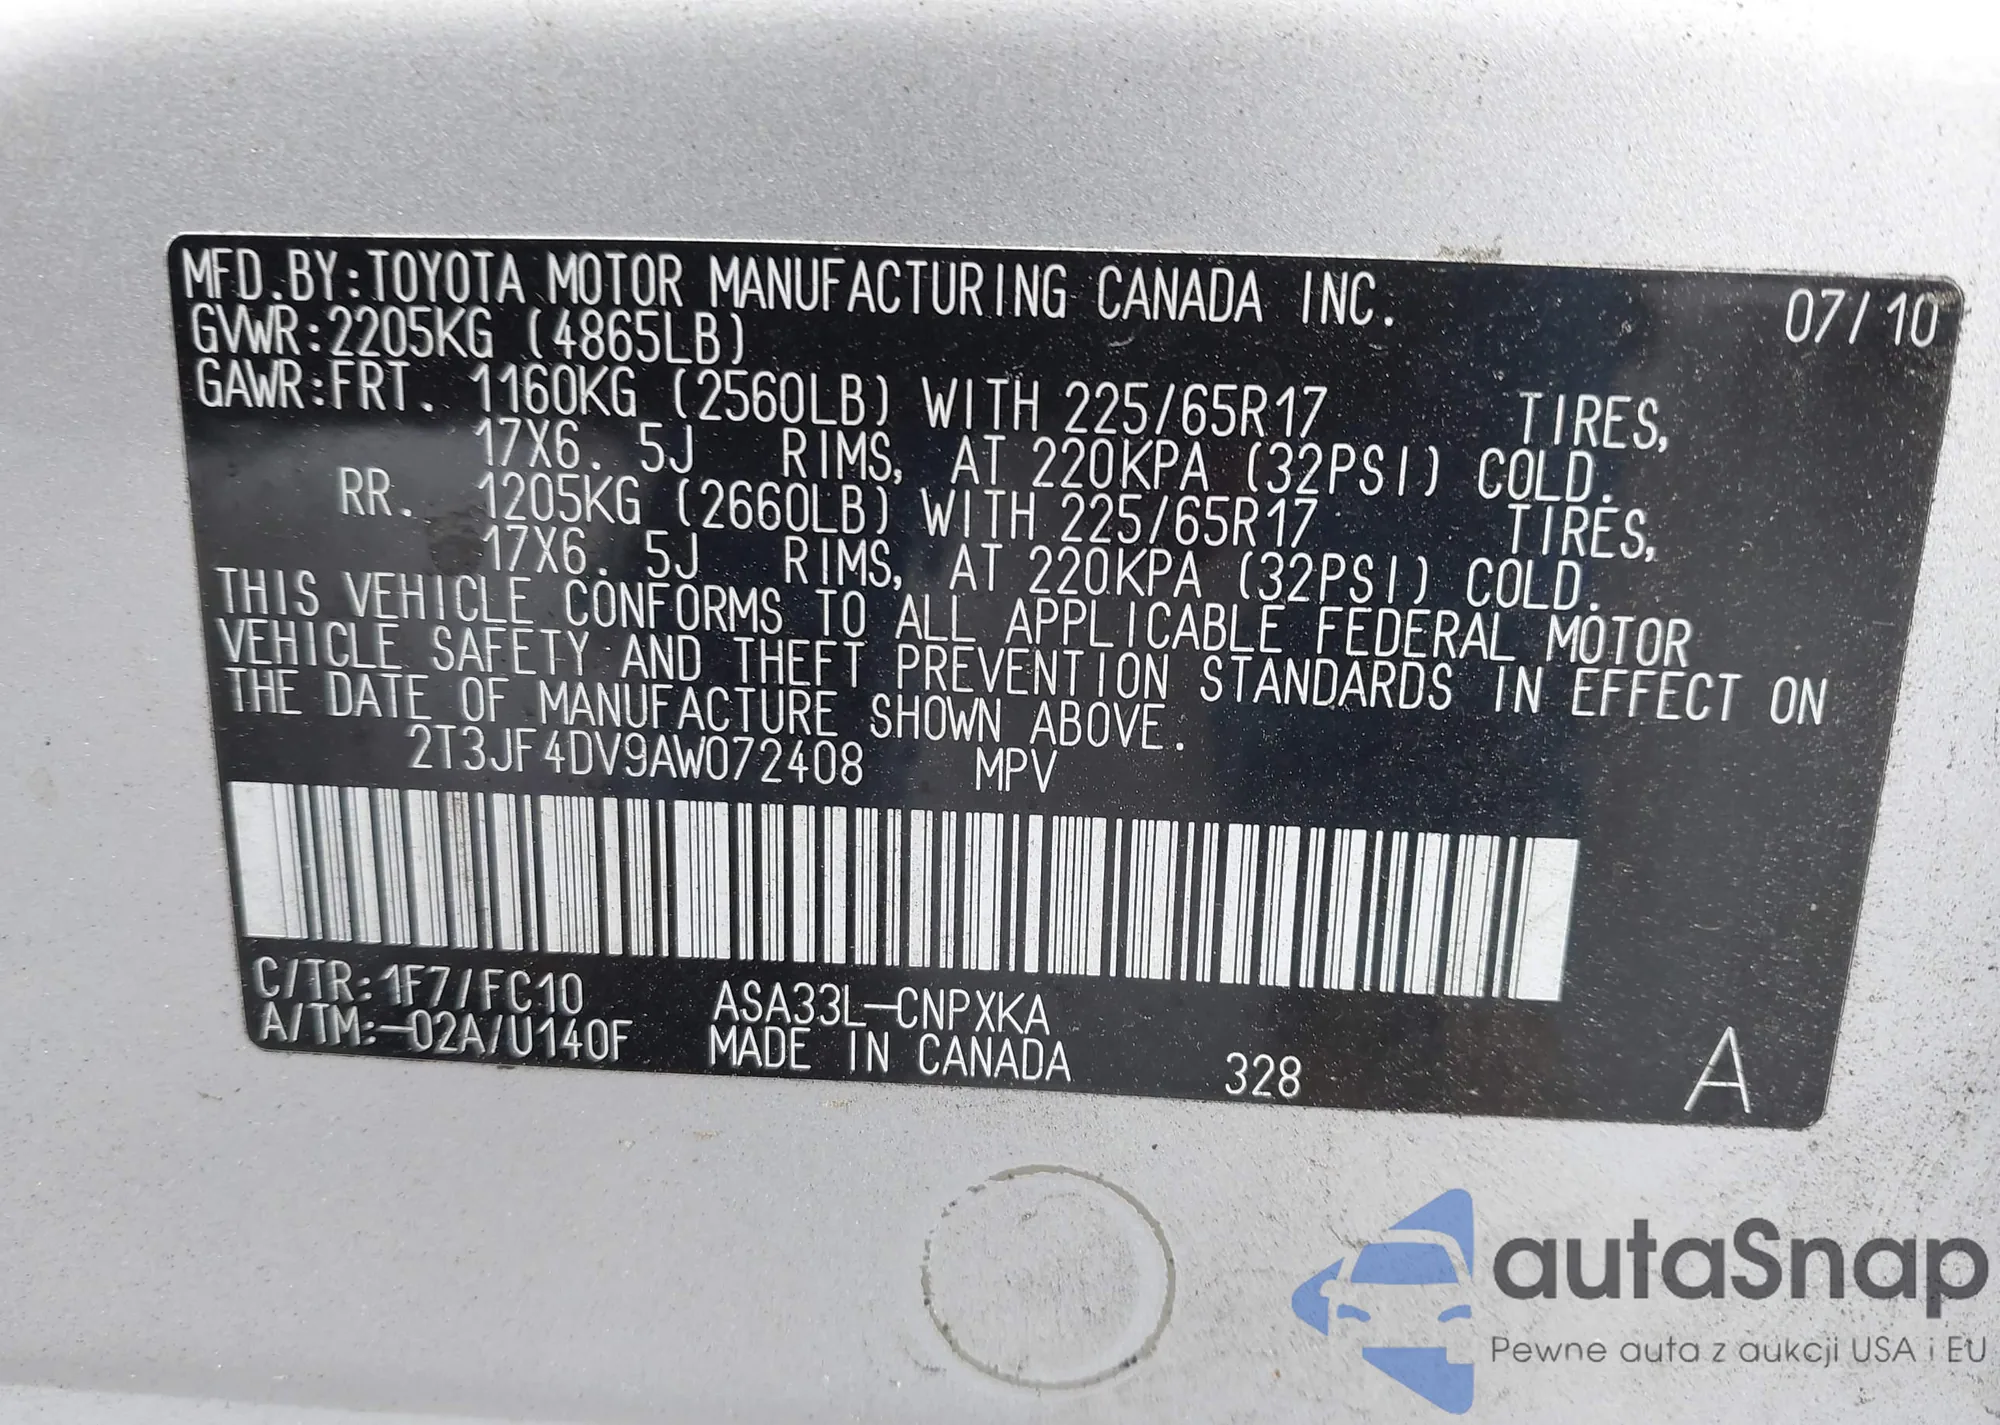 MFD.BY:TOYOTA MOTOR MANUFACTURING CANADA INC. 07/10
GVWR:2205KG (4865LB)
GAWR:FRT. 1160KG (2560LB) WITH 225/65R17 TIRES,
17X6.5J RIMS, AT 220KPA (32PSI) COLD.
RR. 1205KG (2660LB) WITH 225/65R17 TIRES,
17X6.5J RIMS, AT 220KPA (32PSI) COLD.
THIS VEHICLE CONFORMS TO ALL APPLICABLE FEDERAL MOTOR
VEHICLE SAFETY AND THEFT PREVENTION STANDARDS IN EFFECT ON
THE DATE OF MANUFACTURE SHOWN ABOVE.
2T3JF4DV9AW072408 MPV
C/TR:1F7/FC10 ASA33L-CNPXKA
A/TM:-02A/U140F MADE IN CANADA 328 A
autaSnap
Pewne auta z aukcji USA i EU